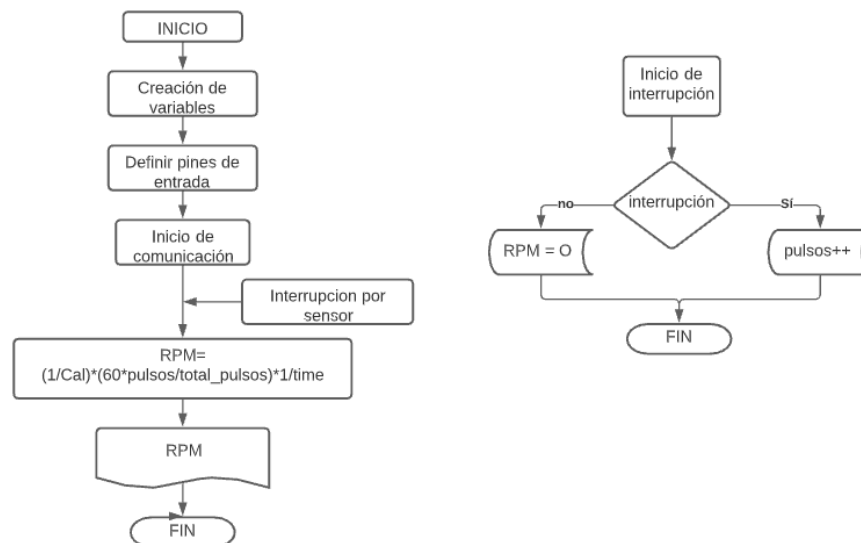 INICIO
Creación de
variables
Definir pines de
entrada
Inicio de
comunicación
Interrupcion por
sensor
RPM=
(1/Cal)*(60*pulsos/total_pulsos)*1/time
RPM
FIN
Inicio de
interrupción
interrupción
no
Sí
RPM = O
pulsos++
FIN